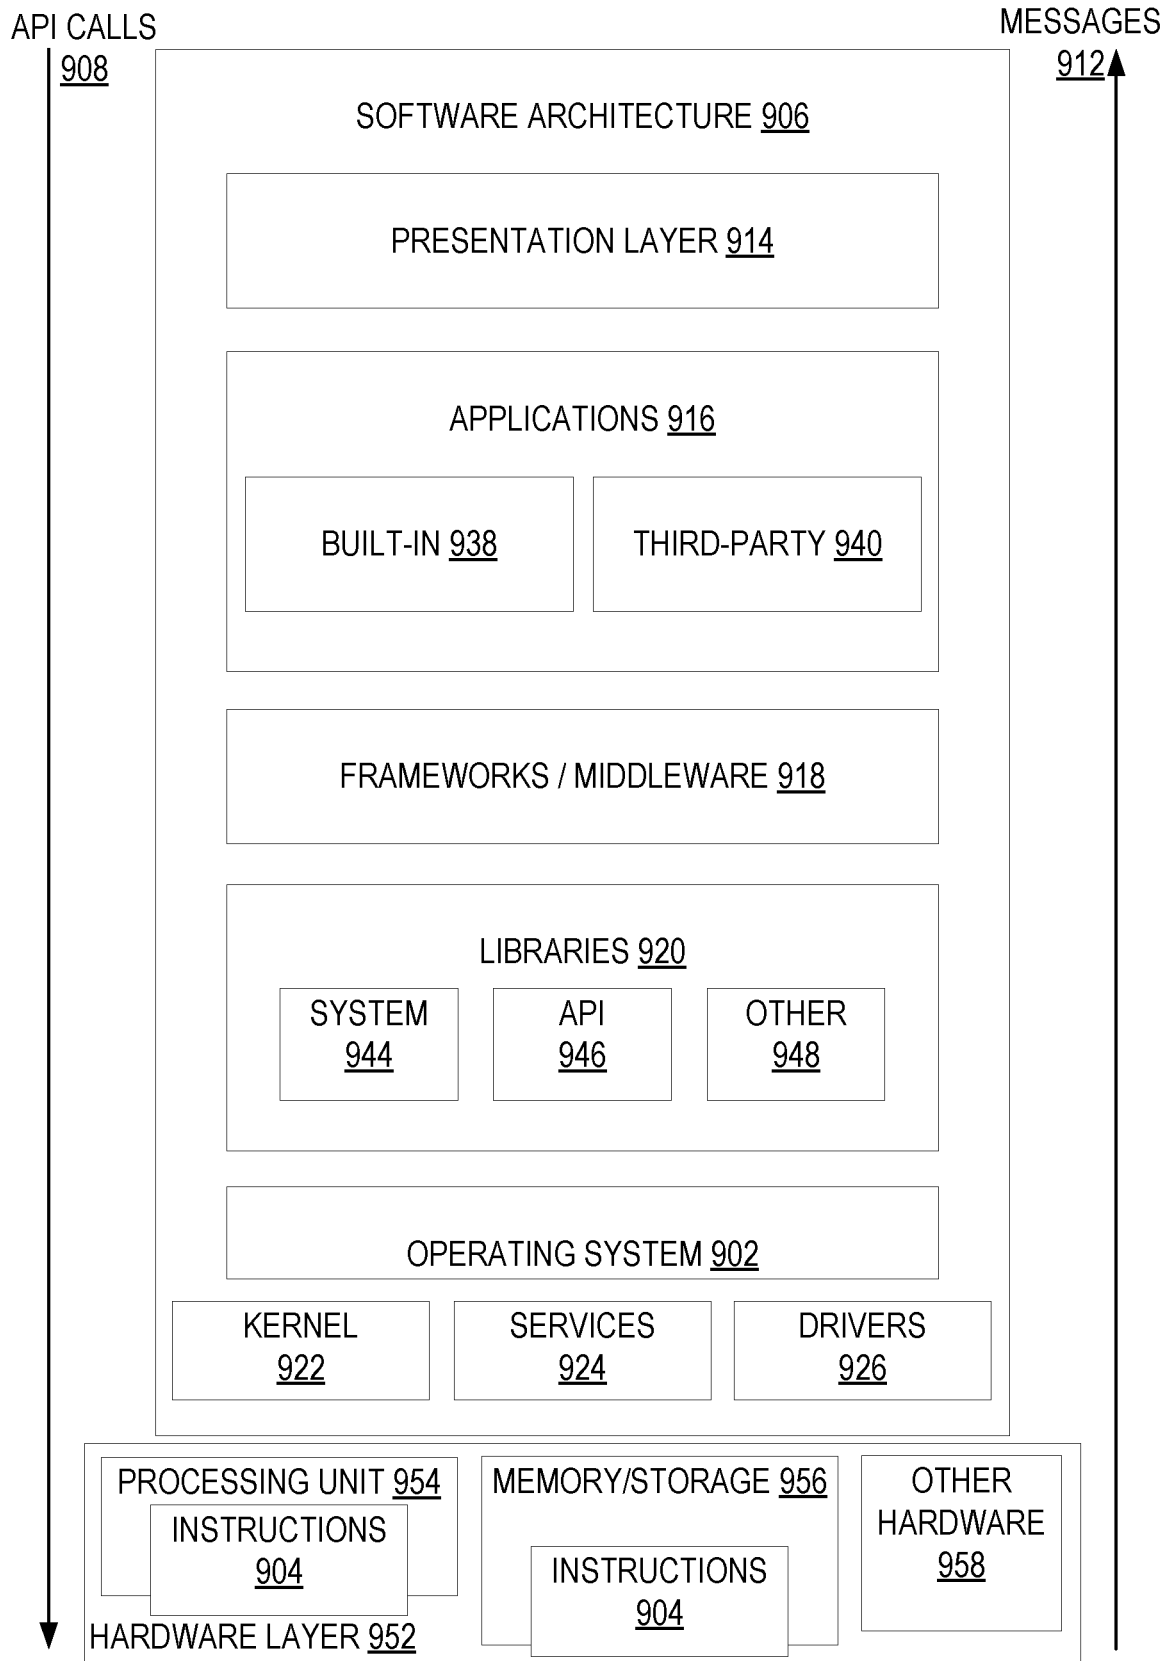 API CALLS
908
MESSAGES
912
SOFTWARE ARCHITECTURE 906
PRESENTATION LAYER 914
APPLICATIONS 916
BUILT-IN 938
THIRD-PARTY 940
FRAMEWORKS / MIDDLEWARE 918
LIBRARIES 920
SYSTEM
944
API
946
OTHER
948
OPERATING SYSTEM 902
KERNEL
922
SERVICES
924
DRIVERS
926
PROCESSING UNIT 954
INSTRUCTIONS
904
MEMORY/STORAGE 956
INSTRUCTIONS
904
OTHER
HARDWARE
958
HARDWARE LAYER 952